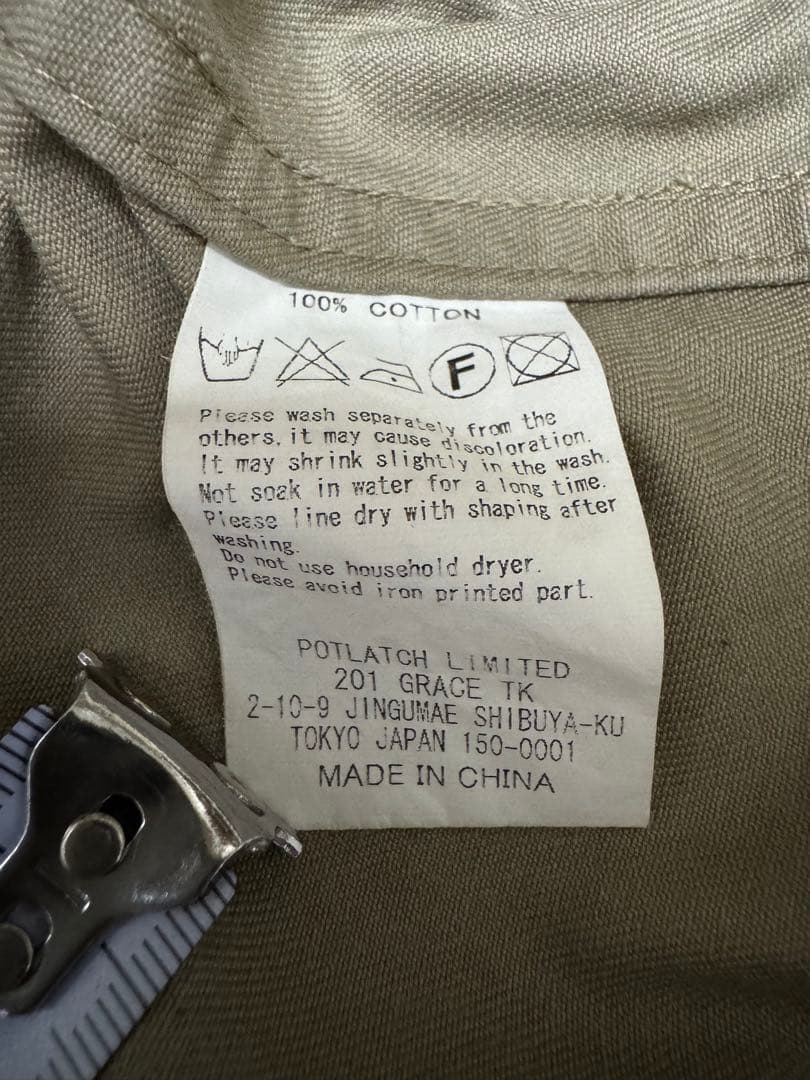 100% COTTON
F
Please wash separately from the
others, it may cause discoloration.
It may shrink slightly in the wash.
Not soak in water for a long time.
Please line dry with shaping after
washing.
Do not use household dryer.
Please avoid iron printed part.
POTLATCH LIMITED
201 GRACE TK
2-10-9 JINGUMAE SHIBUYA-KU
TOKYO JAPAN 150-0001
MADE IN CHINA